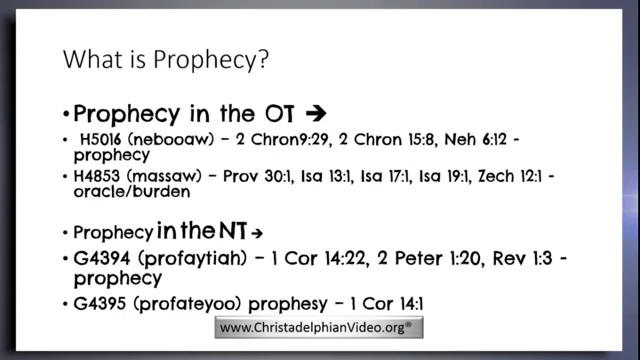 What is Prophecy?
•Prophecy in the OT ➔
• H5016 (nebooaw) – 2 Chron9:29, 2 Chron 15:8, Neh 6:12 -
prophecy
• H4853 (massaw) – Prov 30:1, Isa 13:1, Isa 17:1, Isa 19:1, Zech 12:1 -
oracle/burden
• Prophecy in the NT ➔
• G4394 (profaytiah) – 1 Cor 14:22, 2 Peter 1:20, Rev 1:3 -
prophecy
• G4395 (profateyoo) prophesy – 1 Cor 14:1
www.ChristadelphianVideo.org®